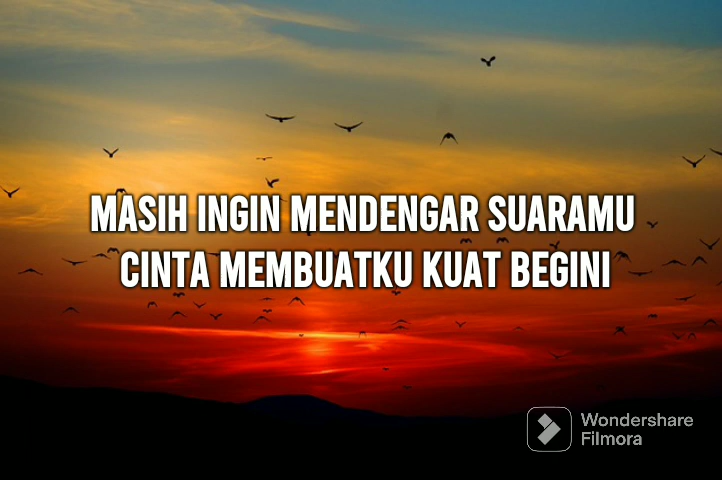 MASIH INGIN MENDENGAR SUARAMU
CINTA MEMBUATKU KUAT BEGINI
Wondershare
Filmora